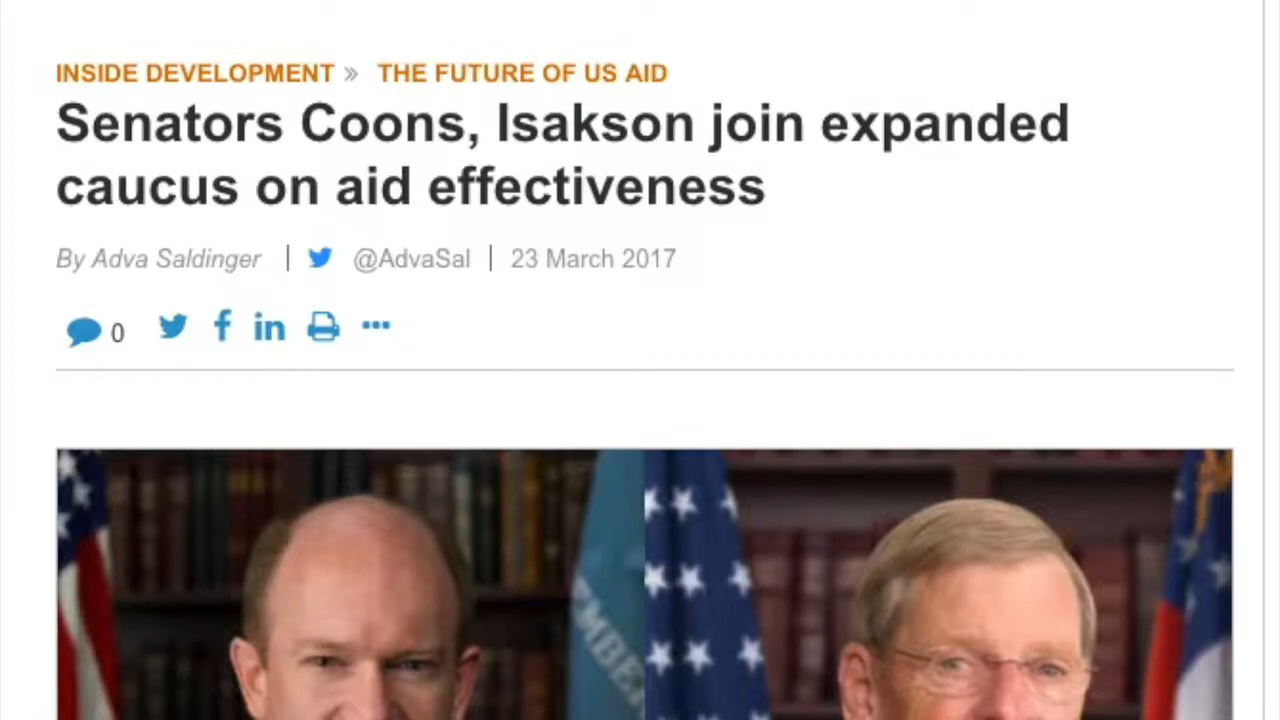 INSIDE DEVELOPMENT » THE FUTURE OF US AID
Senators Coons, Isakson join expanded
caucus on aid effectiveness
By Adva Saldinger | @AdvaSal | 23 March 2017
0
EMBER